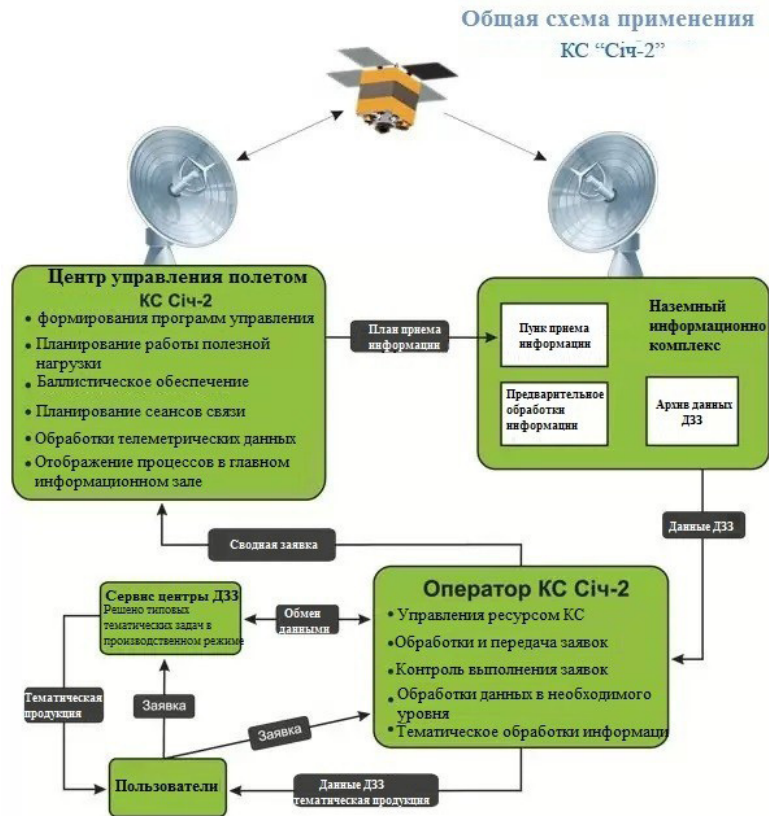 Общая схема применения
КС “Січ-2”
Центр управления полетом
КС Січ-2
• формирования программ управления
• Планирование работы полезной
нагрузки
• Баллистическое обеспечение
• Планирование сеансов связи
• Обработки телеметрических данных
• Отображение процессов в главном
информационном зале
План приема
информации
Наземный
информационно
комплекс
Пунк приема
информации
Предварительное
обработки
информации
Архив данных
ДЗЗ
Данные ДЗЗ
Сводная заявка
Сервис центры ДЗЗ
Решено типовых
тематических задач в
производственном режиме
Обмен
данными
Оператор КС Січ-2
• Управления ресурсом КС
• Обработки и передача заявок
• Контроль выполнения заявок
• Обработки данных в необходимого
уровня
• Тематическое обработки информаци
Тематическая
продукция
Заявка
Заявка
Пользователи
Данные ДЗЗ
тематическая продукция